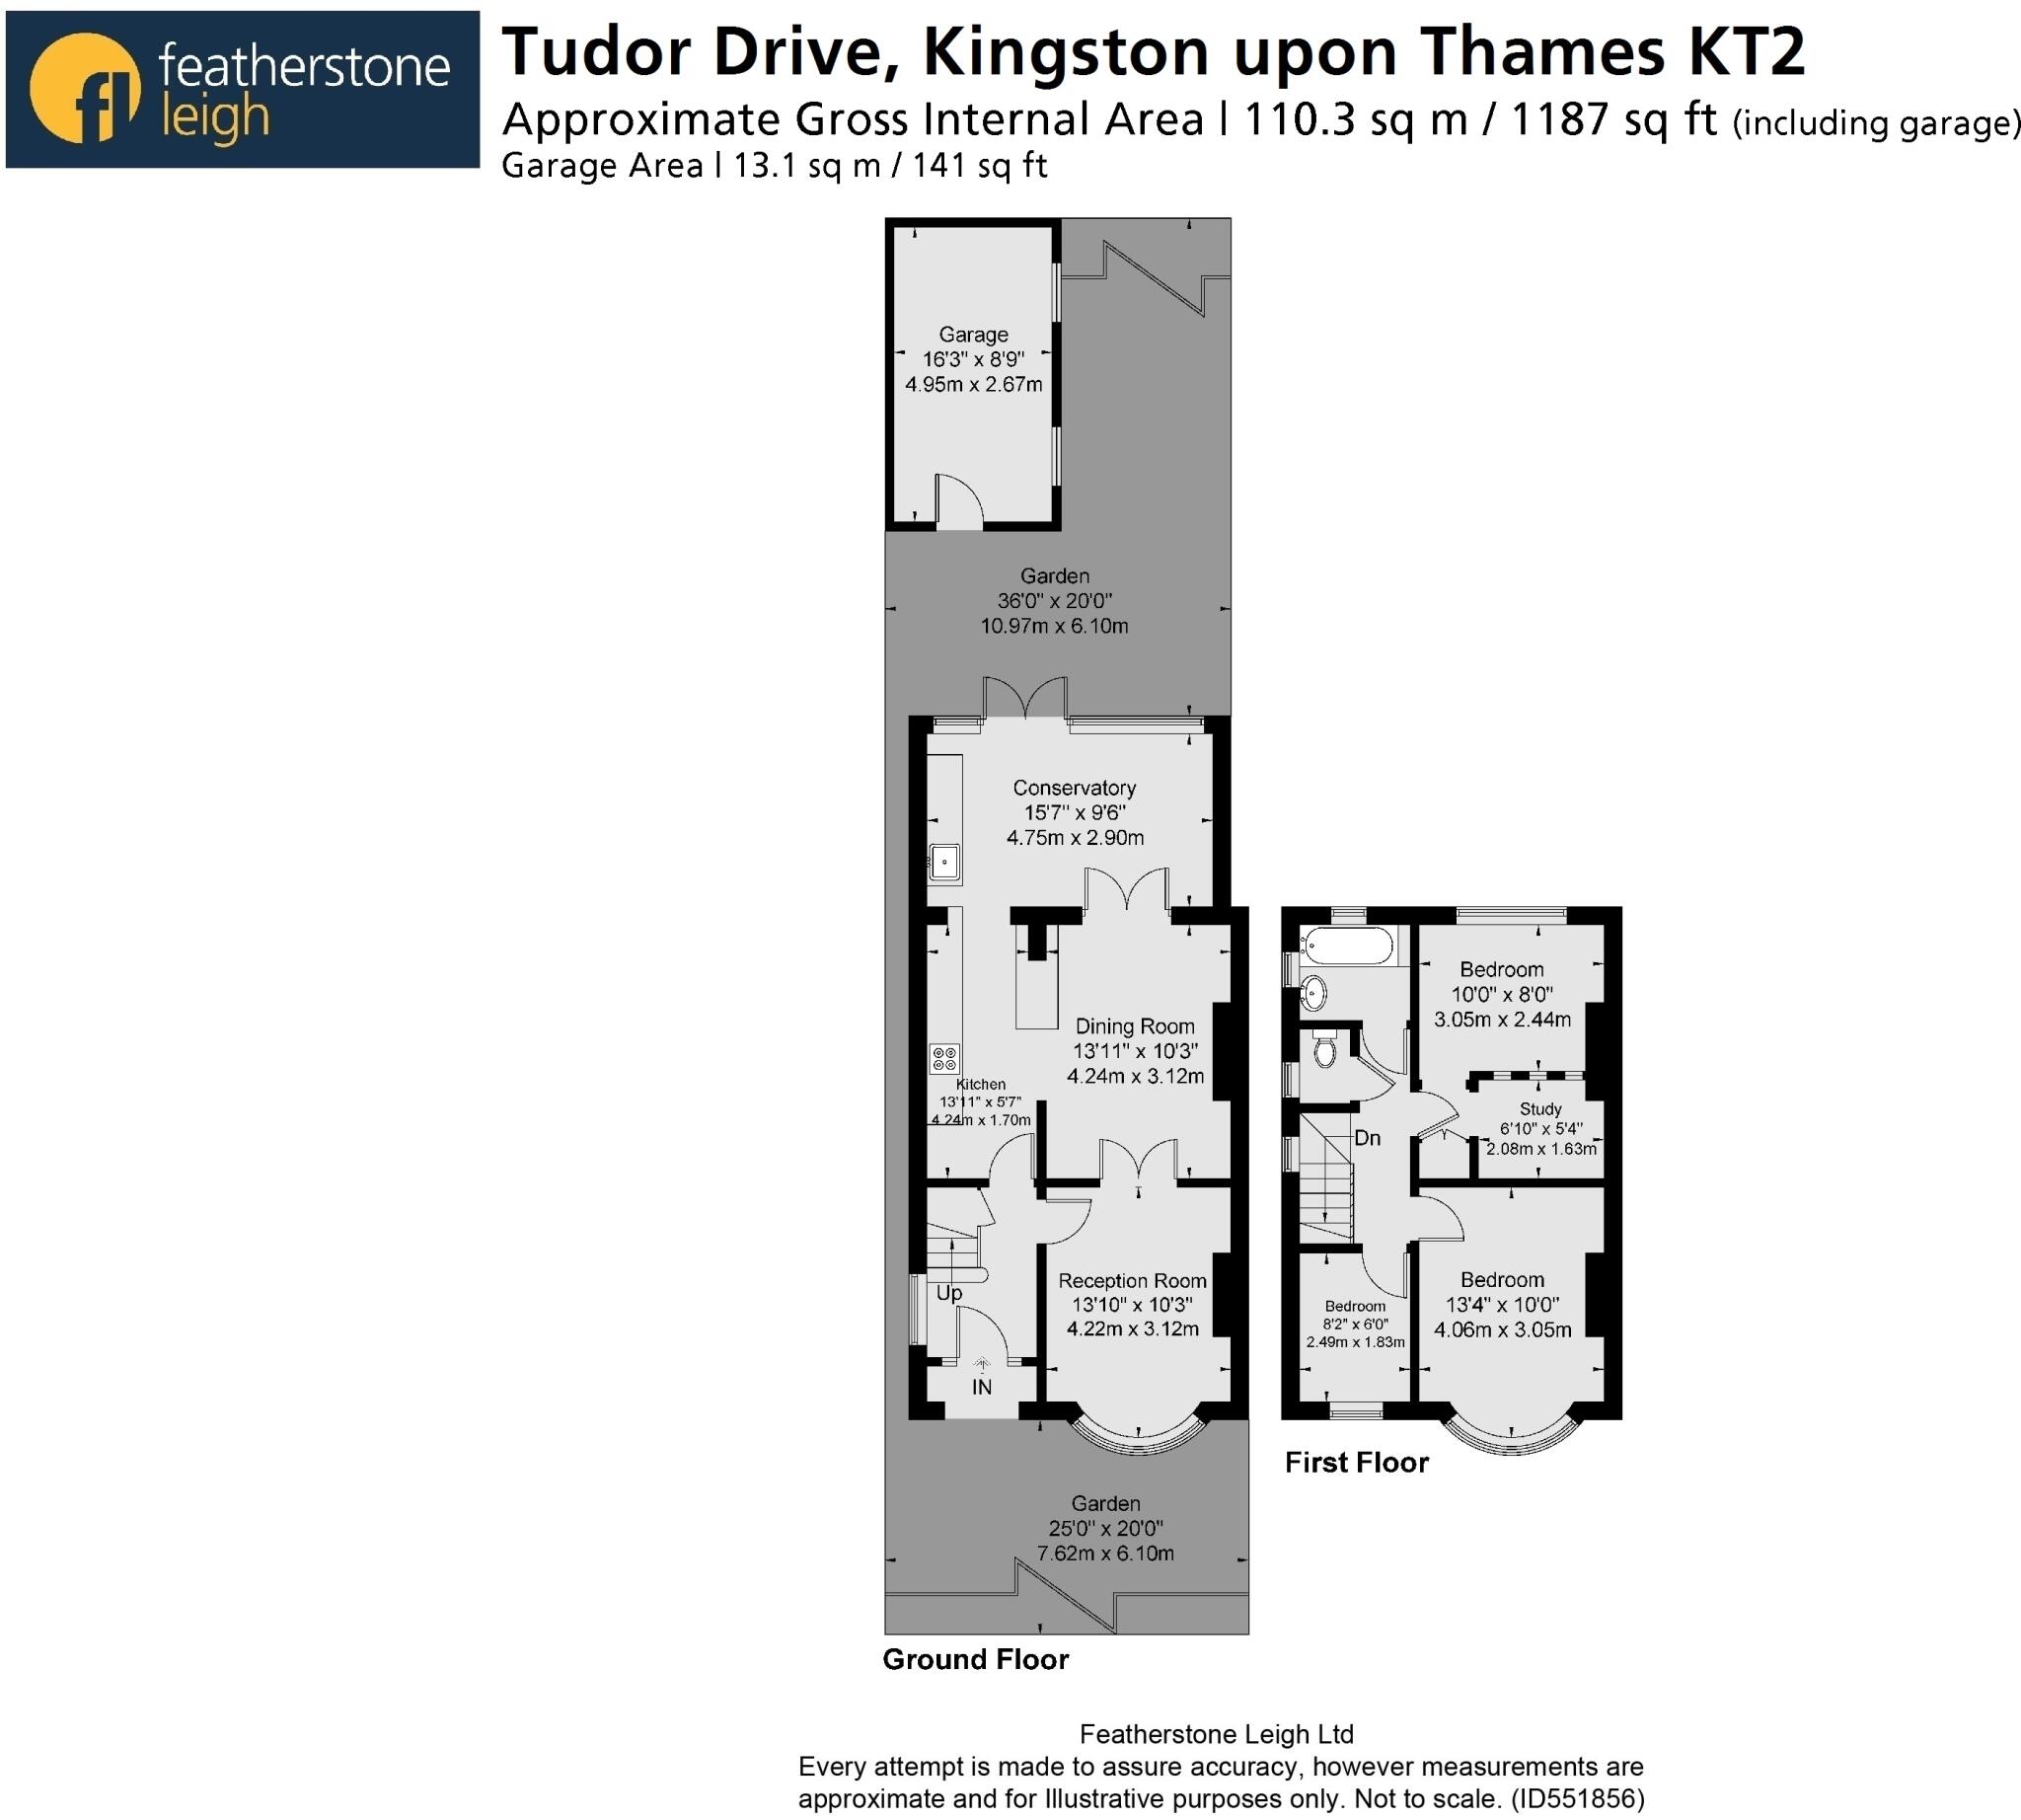 featherstone
leigh
fl
Tudor Drive, Kingston upon Thames KT2
Approximate Gross Internal Area | 110.3 sq m / 1187 sq ft (including garage)
Garage Area | 13.1 sq m / 141 sq ft
Garage
16'3" x 8'9"
4.95m x 2.67m
Garden
36'0" x 20'0"
10.97m x 6.10m
Conservatory
15'7" x 9'6"
4.75m x 2.90m
Dining Room
13'11" x 10'3"
4.24m x 3.12m
Kitchen
13'11" x 5'7"
4.24m x 1.70m
Reception Room
13'10" x 10'3"
4.22m x 3.12m
Up
IN
Garden
25'0" x 20'0"
7.62m x 6.10m
Ground Floor
Bedroom
10'0" x 8'0"
3.05m x 2.44m
Study
6'10" x 5'4"
2.08m x 1.63m
Dn
Bedroom
13'4" x 10'0"
4.06m x 3.05m
Bedroom
8'2" x 6'0"
2.49m x 1.83m
First Floor
Featherstone Leigh Ltd
Every attempt is made to assure accuracy, however measurements are
approximate and for Illustrative purposes only. Not to scale. (ID551856)